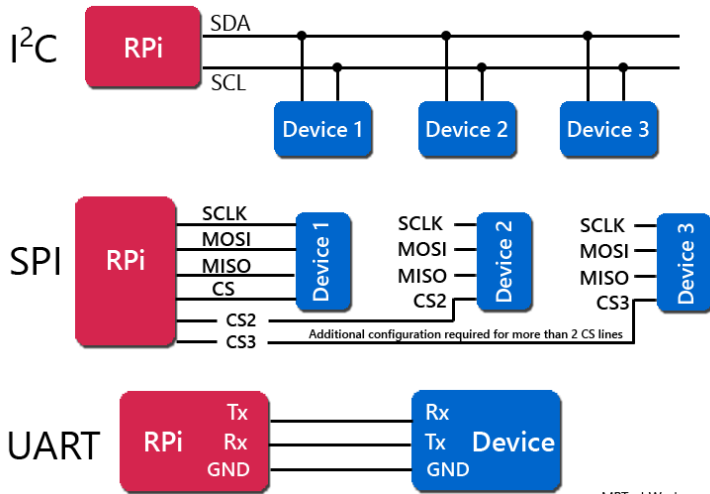 I²C
RPi
SDA
SCL
Device 1
Device 2
Device 3
SPI
RPi
SCLK
MOSI
MISO
CS
CS2
CS3
Device 1
SCLK
MOSI
MISO
CS2
Device 2
SCLK
MOSI
MISO
CS3
Device 3
Additional configuration required for more than 2 CS lines
UART
RPi
Tx
Rx
GND
Rx
Tx
GND
Device